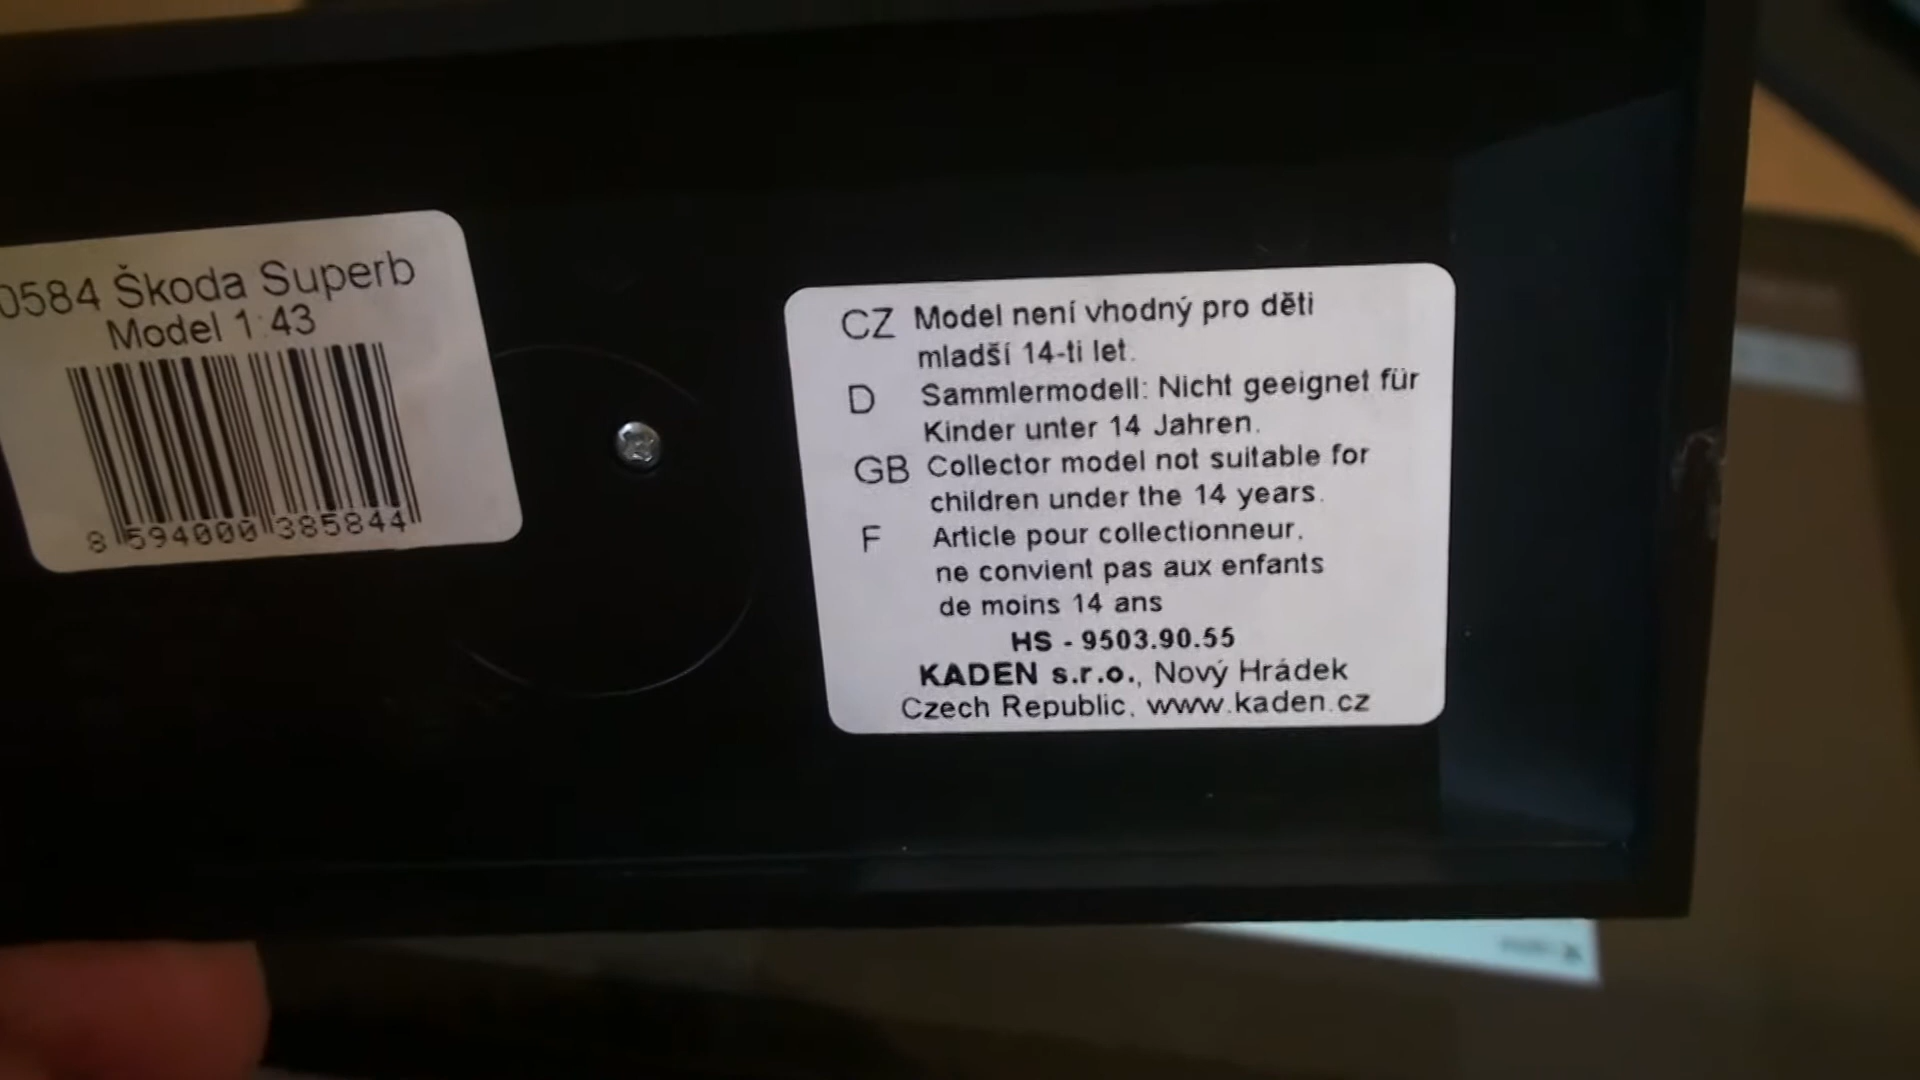 0584 Škoda Superb
Model 1:43
8 594000 385844
CZ Model není vhodný pro děti
mladší 14-ti let.
D Sammlermodell: Nicht geeignet für
Kinder unter 14 Jahren.
GB Collector model not suitable for
children under the 14 years.
F Article pour collectionneur,
ne convient pas aux enfants
de moins 14 ans
HS - 9503.90.55
KADEN s.r.o., Nový Hrádek
Czech Republic, www.kaden.cz